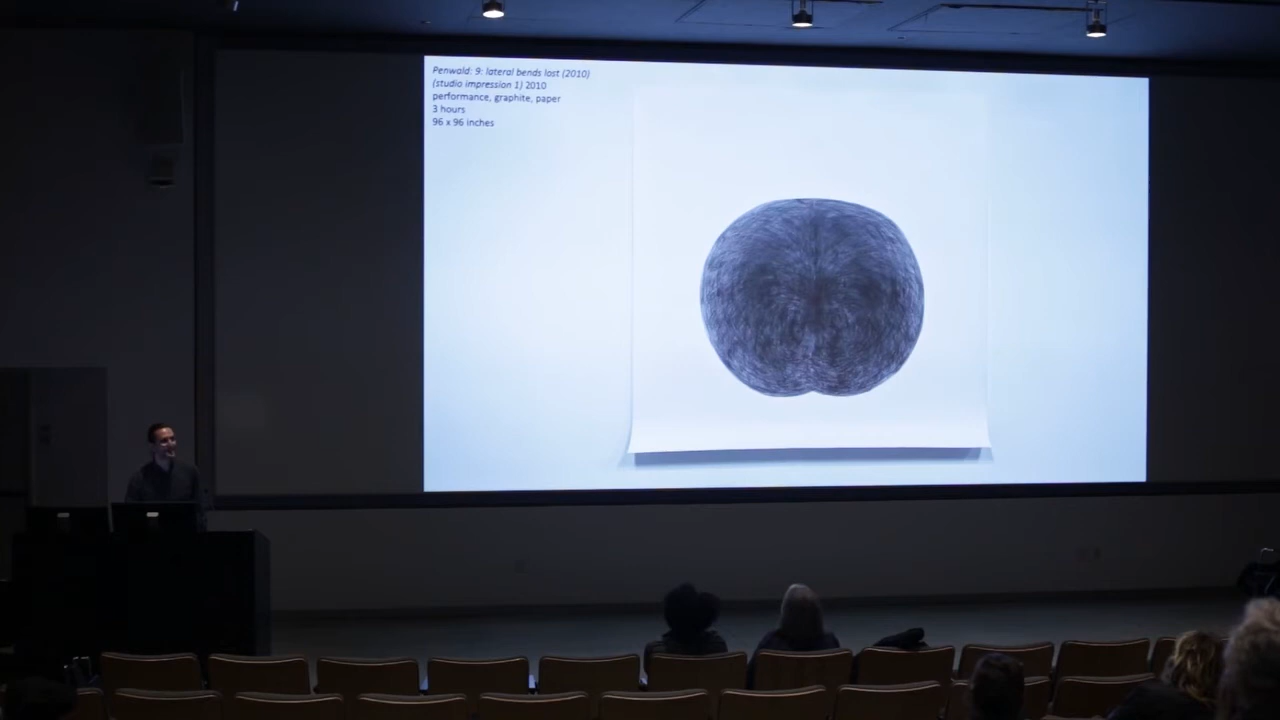 Penwald: 9: lateral bends lost (2010)
(studio impression 1) 2010
performance, graphite, paper
3 hours
96 x 96 inches